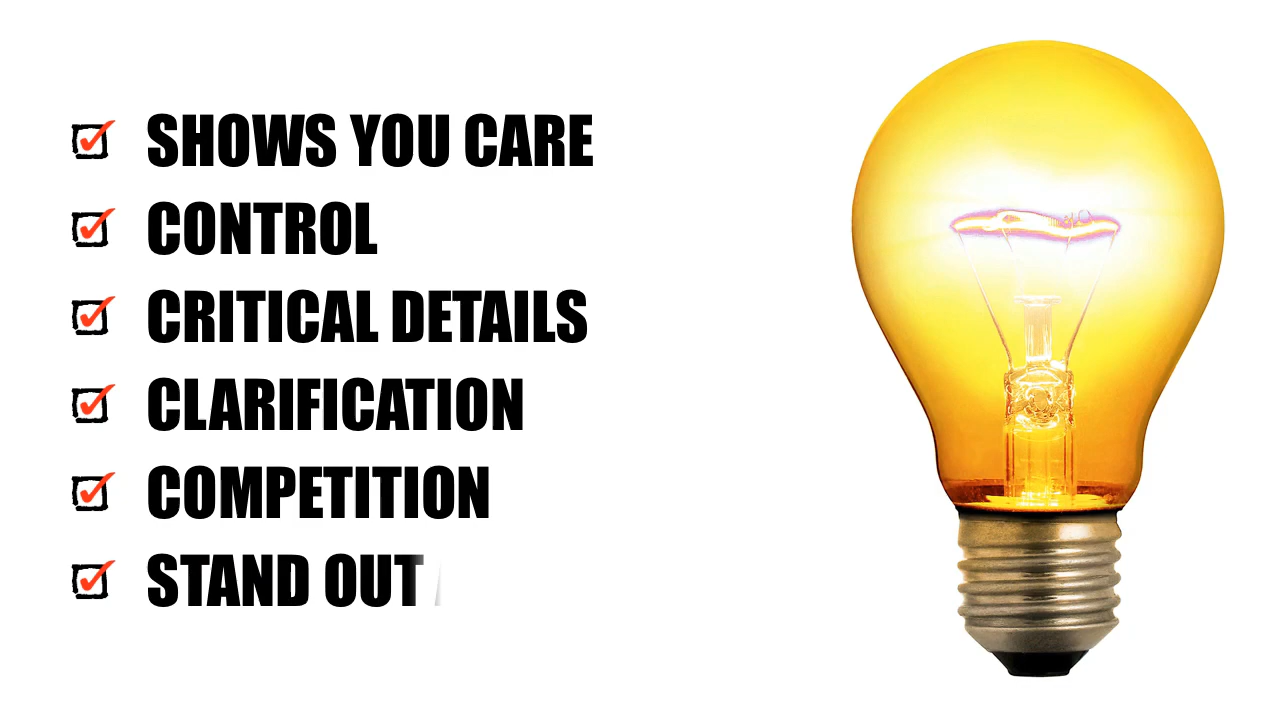 SHOWS YOU CARE
CONTROL
CRITICAL DETAILS
CLARIFICATION
COMPETITION
STAND OUT